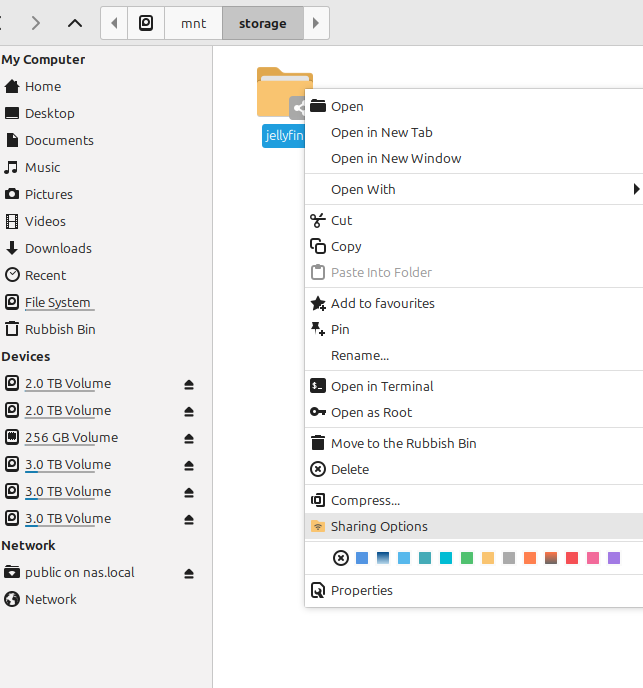 mnt
storage
My Computer
Home
Desktop
Documents
Music
Pictures
Videos
Downloads
Recent
File System
Rubbish Bin
Devices
2.0 TB Volume
2.0 TB Volume
256 GB Volume
3.0 TB Volume
3.0 TB Volume
3.0 TB Volume
Network
public on nas.local
Network
jellyfin
Open
Open in New Tab
Open in New Window
Open With
Cut
Copy
Paste Into Folder
Add to favourites
Pin
Rename...
Open in Terminal
Open as Root
Move to the Rubbish Bin
Delete
Compress...
Sharing Options
Properties